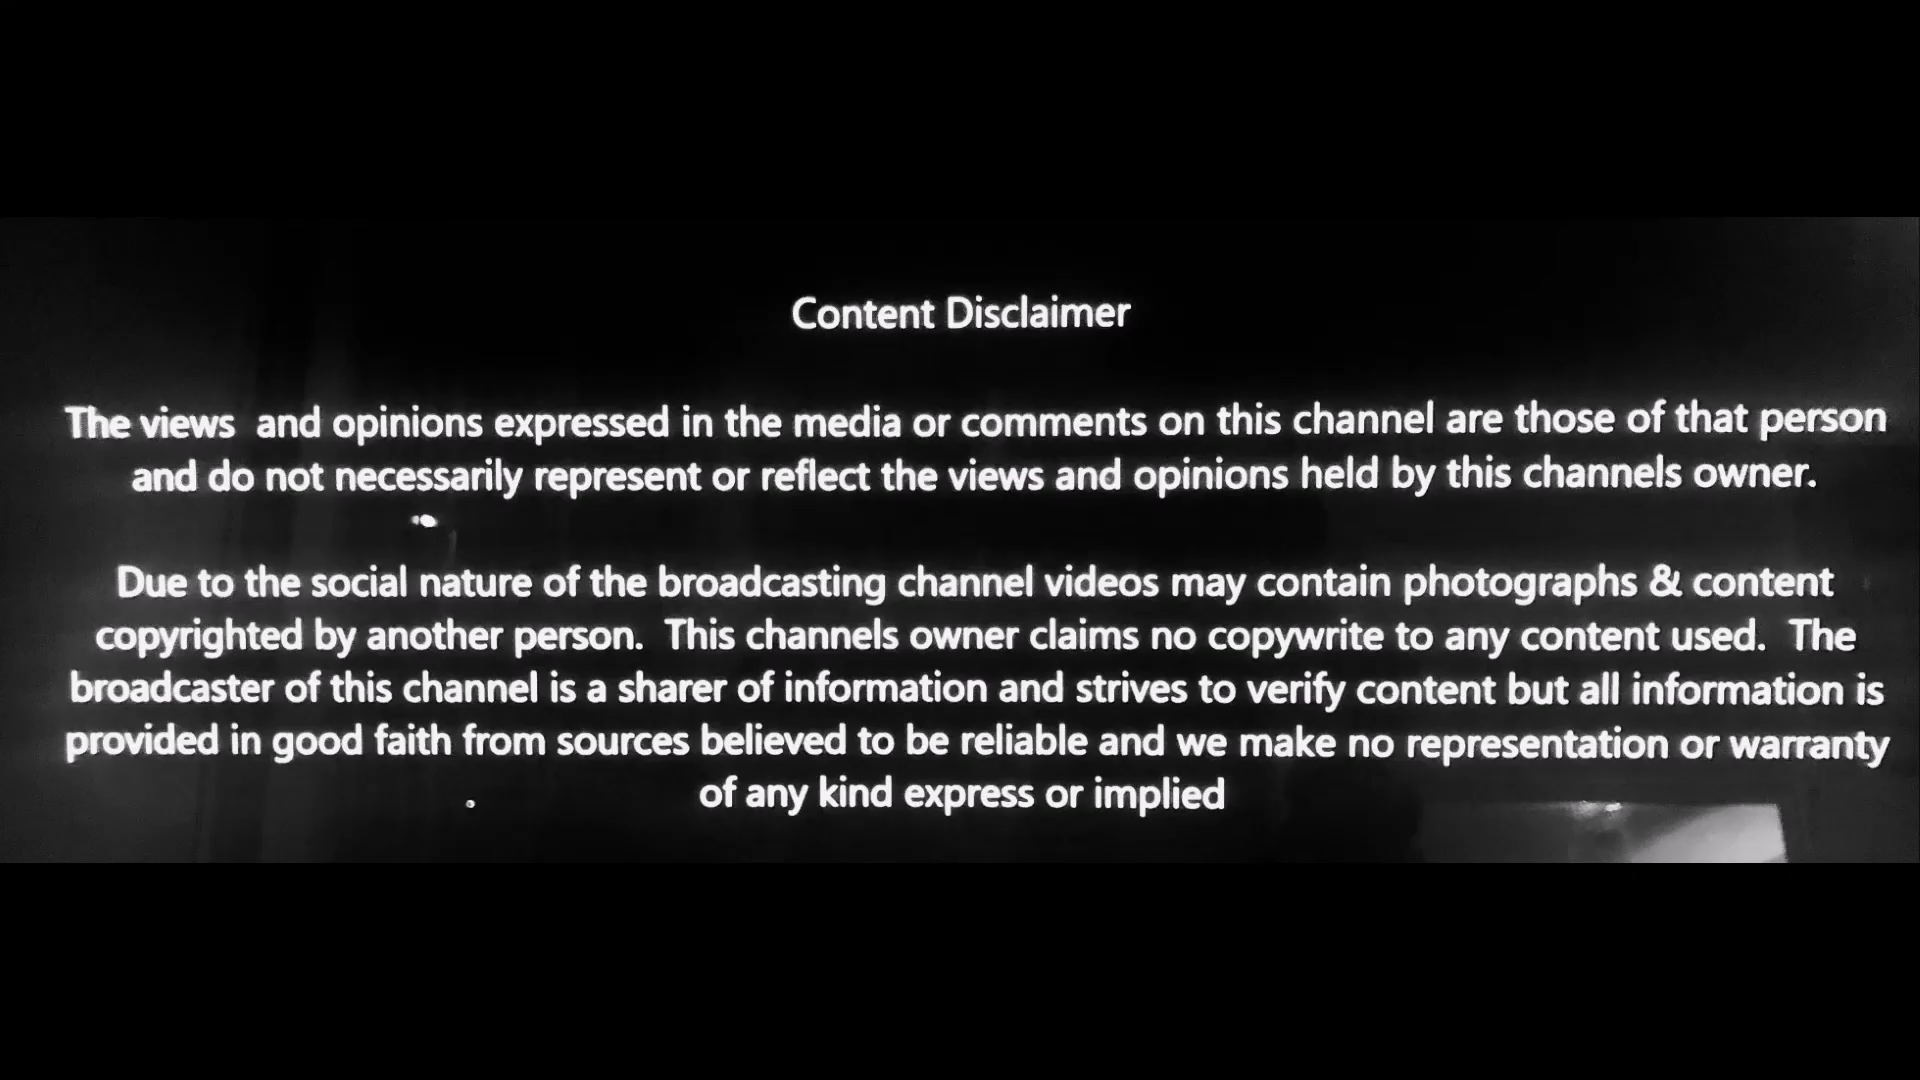 Content Disclaimer
The views and opinions expressed in the media or comments on this channel are those of that person
and do not necessarily represent or reflect the views and opinions held by this channels owner.
Due to the social nature of the broadcasting channel videos may contain photographs & content
copyrighted by another person. This channels owner claims no copywrite to any content used. The
broadcaster of this channel is a sharer of information and strives to verify content but all information is
provided in good faith from sources believed to be reliable and we make no representation or warranty
of any kind express or implied